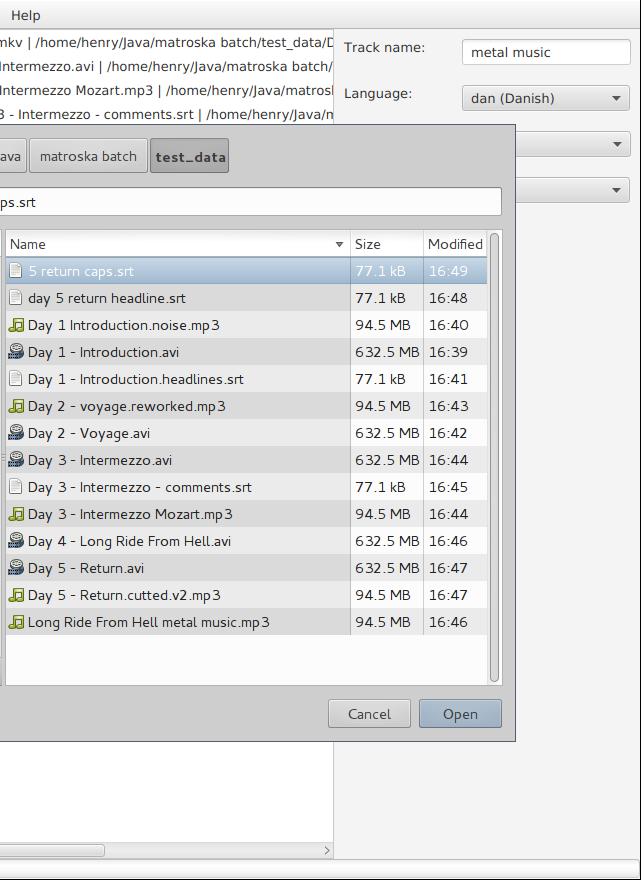 Help
mkv | /home/henry/Java/matroska batch/test_data/D
Intermezzo.avi | /home/henry/Java/matroska batch/
Intermezzo Mozart.mp3 | /home/henry/Java/matrosk
3 - Intermezzo - comments.srt | /home/henry/Java/m
Track name:
metal music
Language:
dan (Danish)
ava
matroska batch
test_data
ps.srt
Name Size Modified
5 return caps.srt 77.1 kB 16:49
day 5 return headline.srt 77.1 kB 16:48
Day 1 Introduction.noise.mp3 94.5 MB 16:40
Day 1 - Introduction.avi 632.5 MB 16:39
Day 1 - Introduction.headlines.srt 77.1 kB 16:41
Day 2 - voyage.reworked.mp3 94.5 MB 16:43
Day 2 - Voyage.avi 632.5 MB 16:42
Day 3 - Intermezzo.avi 632.5 MB 16:44
Day 3 - Intermezzo - comments.srt 77.1 kB 16:45
Day 3 - Intermezzo Mozart.mp3 94.5 MB 16:44
Day 4 - Long Ride From Hell.avi 632.5 MB 16:46
Day 5 - Return.avi 632.5 MB 16:47
Day 5 - Return.cutted.v2.mp3 94.5 MB 16:47
Long Ride From Hell metal music.mp3 94.5 MB 16:46
Cancel
Open